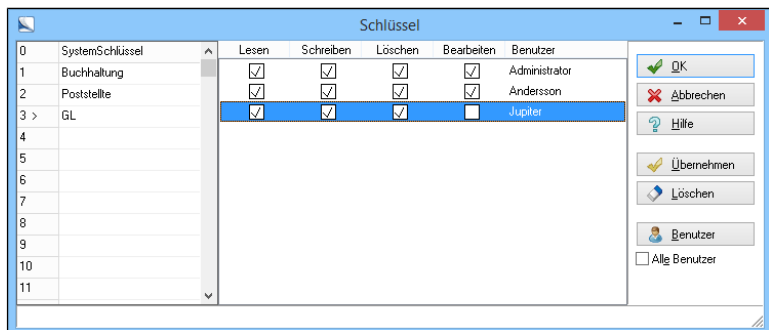 Schlüssel
0 SystemSchlüssel Lesen Schreiben Löschen Bearbeiten Benutzer
1 Buchhaltung Administrator
2 Poststellte Andersson
3 > GL Jupiter
4
5
6
7
8
9
10
11
OK
Abbrechen
Hilfe
Übernehmen
Löschen
Benutzer
Alle Benutzer